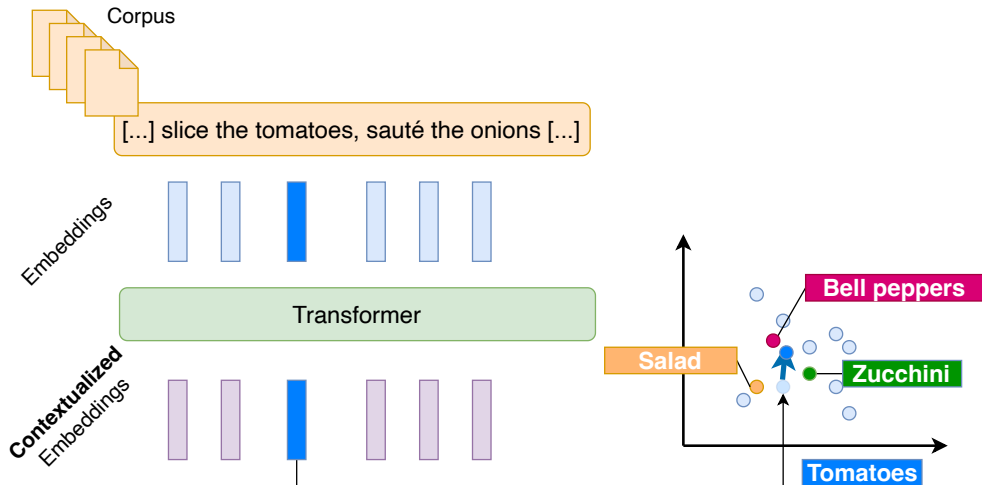 Corpus
[...] slice the tomatoes, sauté the onions [...]
Embeddings
Transformer
Contextualized
Embeddings
Bell peppers
Salad
Zucchini
Tomatoes